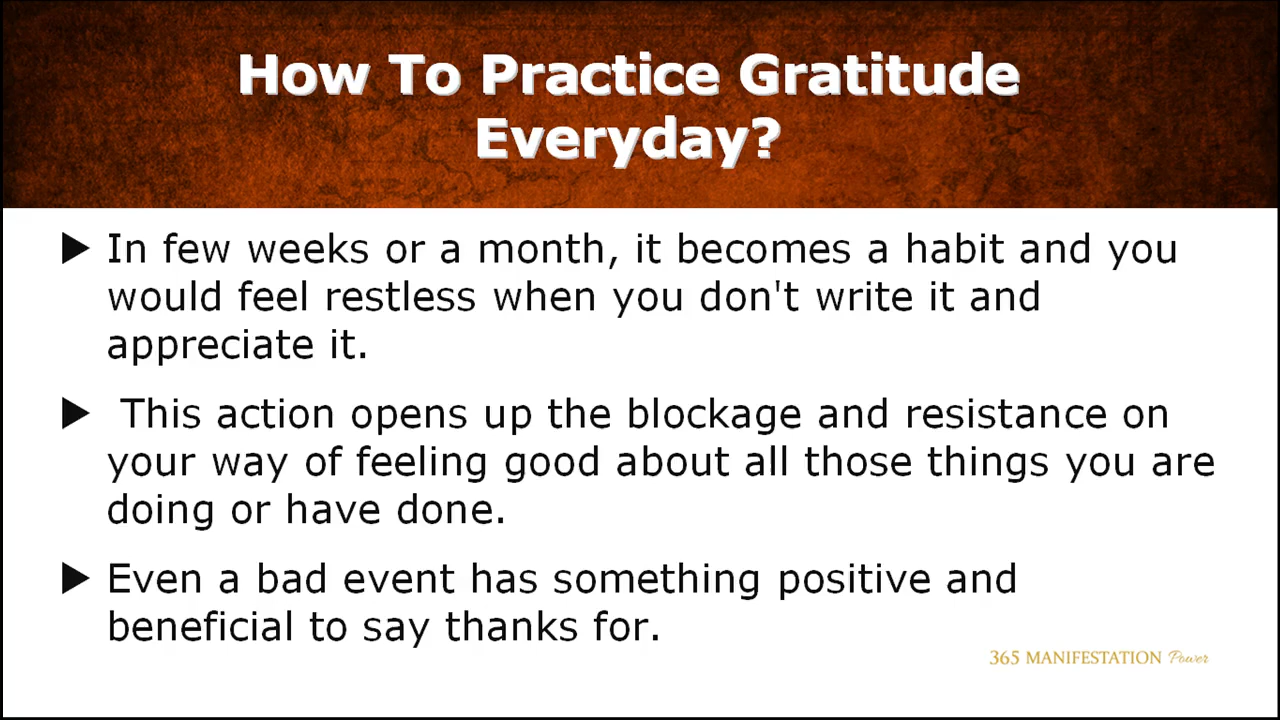 How To Practice Gratitude
Everyday?
▶ In few weeks or a month, it becomes a habit and you
would feel restless when you don't write it and
appreciate it.
▶ This action opens up the blockage and resistance on
your way of feeling good about all those things you are
doing or have done.
▶ Even a bad event has something positive and
beneficial to say thanks for.
365 MANIFESTATION Power